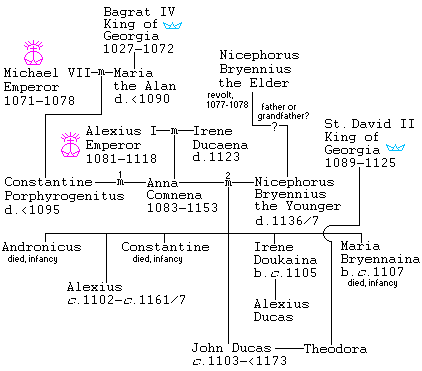 Bagrat IV
King of
Georgia
1027-1072
Nicephorus
Bryennius
the Elder
revolt,
1077-1078
father or
grandfather?
?
Michael VII
Emperor
1071-1078
m
Maria
the Alan
d.<1090
St. David II
King of
Georgia
1089-1125
Alexius I
Emperor
1081-1118
m
Irene
Ducaena
d.1123
Constantine
Porphyrogenitus
d.<1095
1
m
Anna
Comnena
1083-1153
2
m
Nicephorus
Bryennius
the Younger
d.1136/7
Andronicus
died, infancy
Constantine
died, infancy
Irene
Doukaina
b.c.1105
Maria
Bryennaina
b.c.1107
died, infancy
Alexius
c.1102-c.1161/7
Alexius
Ducas
John Ducas
c.1103-<1173
Theodora